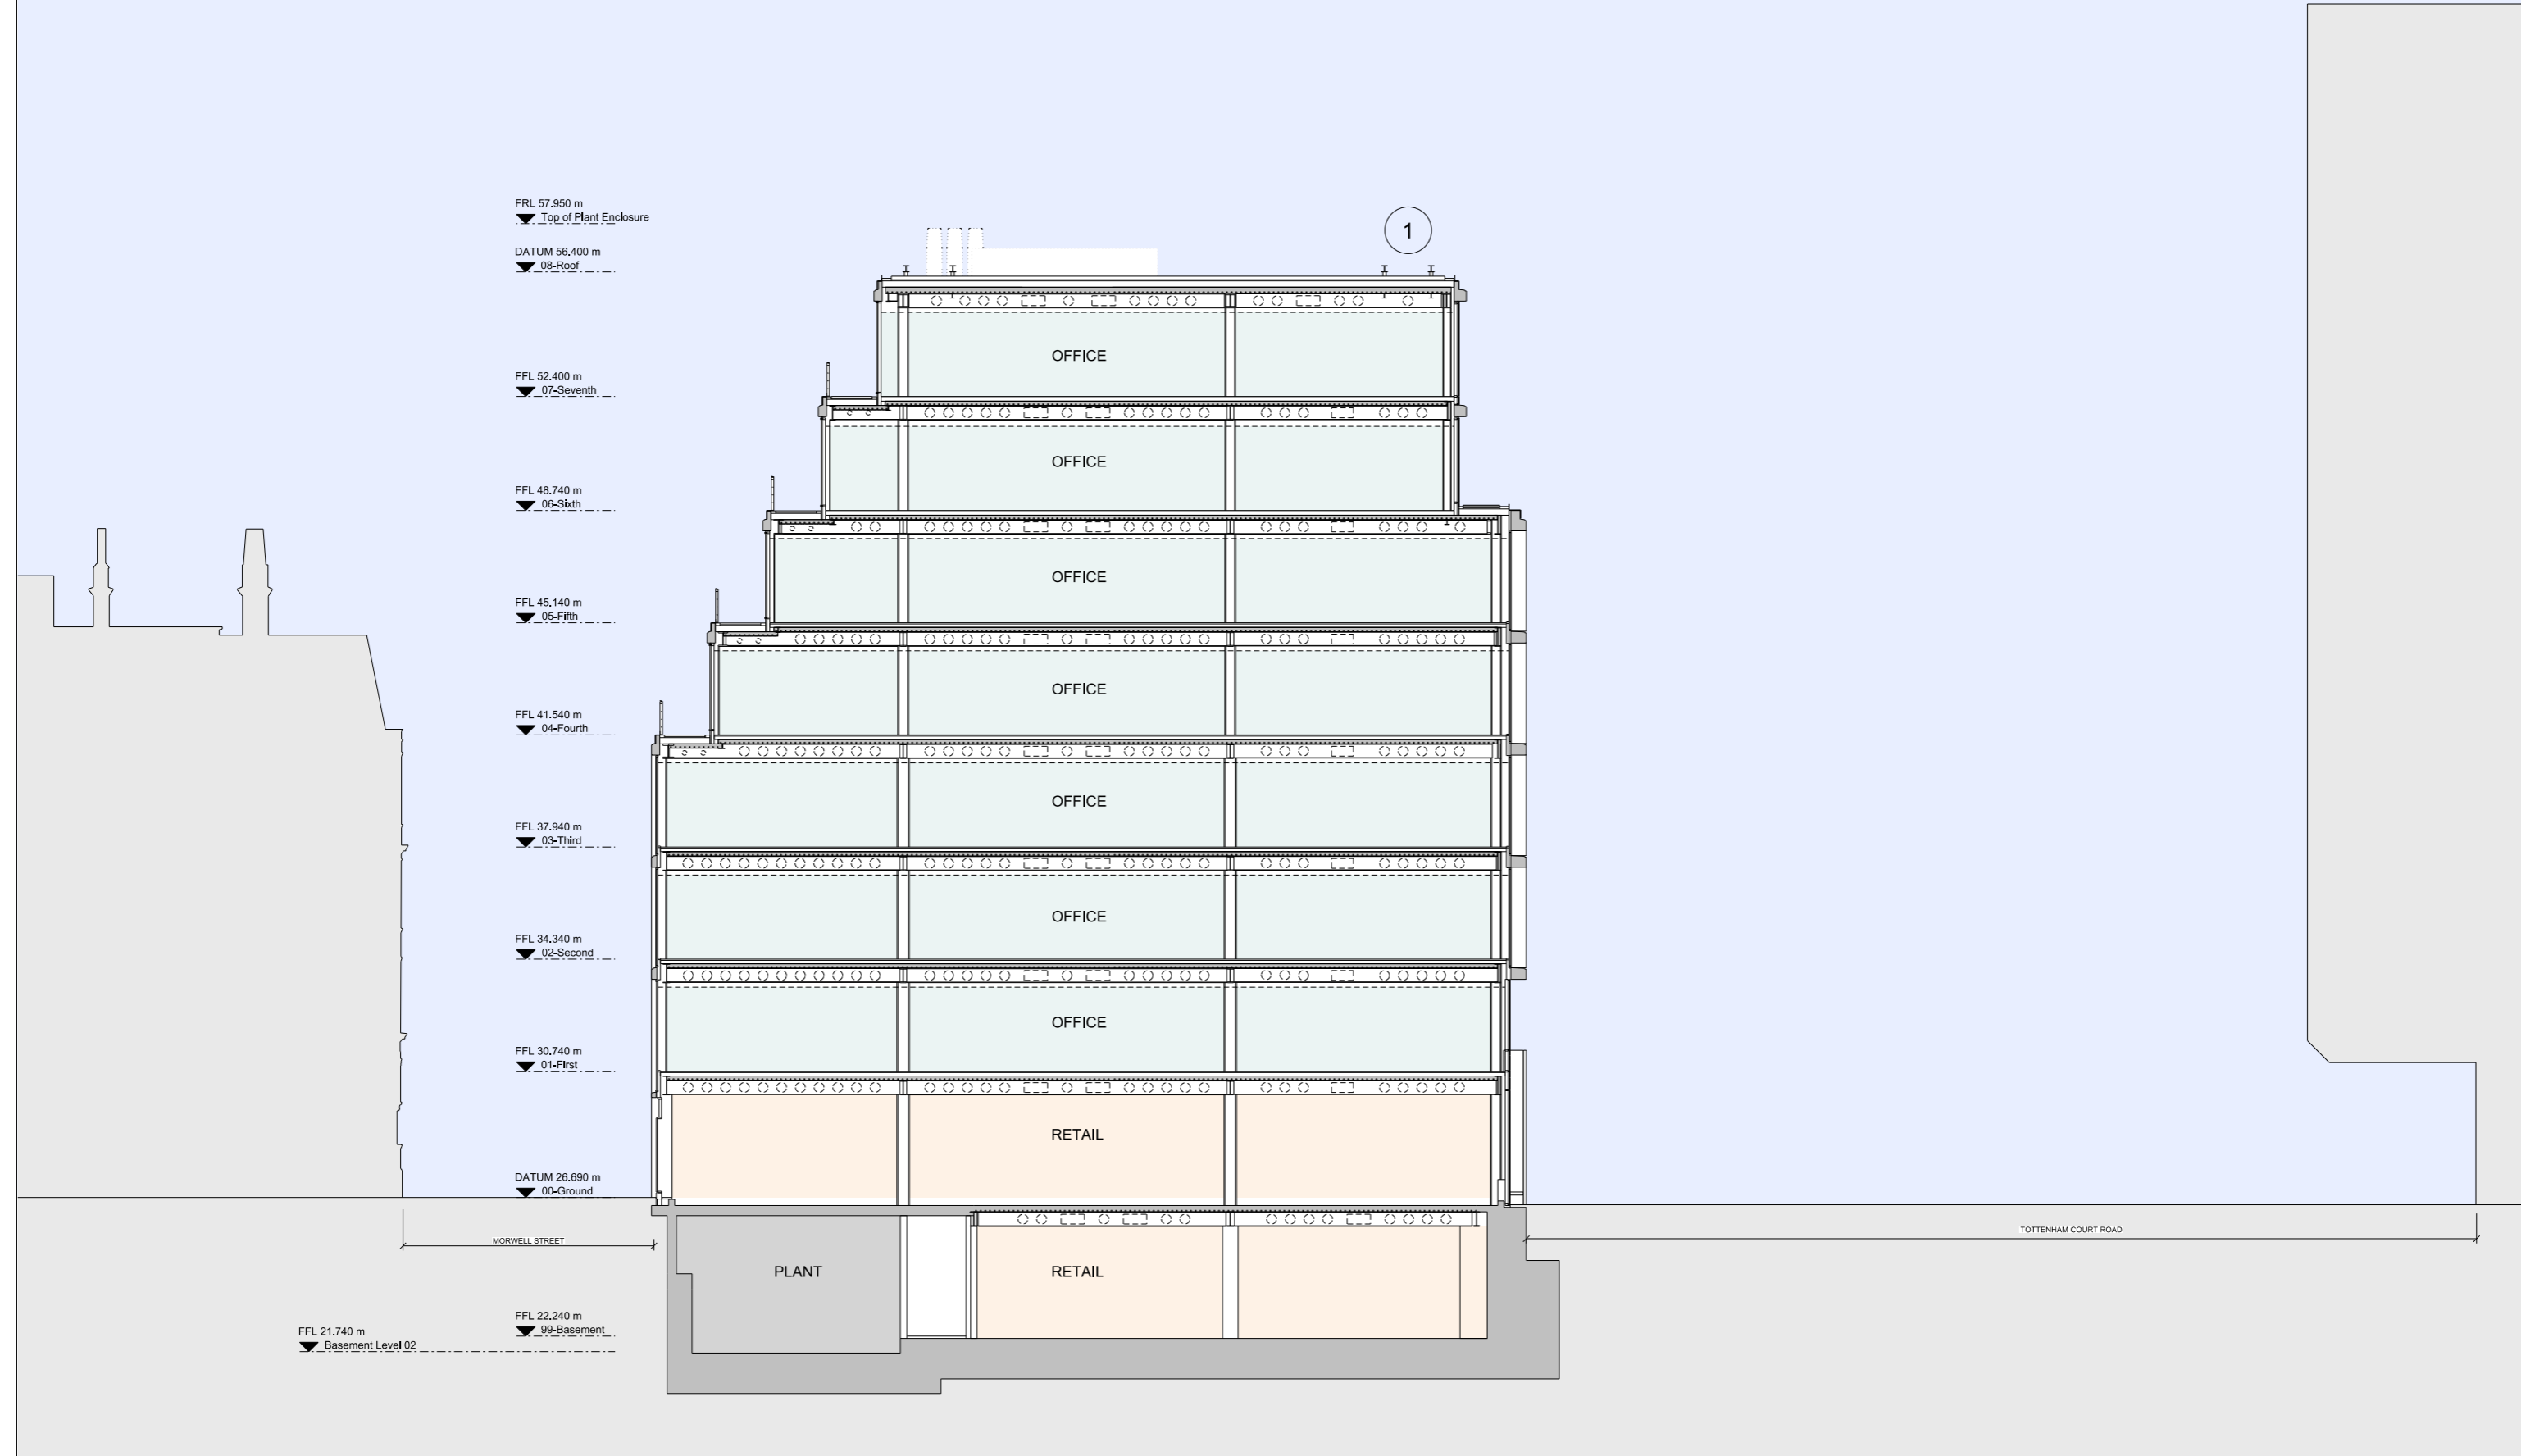 FRL 57.950 m
Top of Plant Enclosure
1
DATUM 56.400 m
08-Roof
OFFICE
FFL 52.400 m
07-Seventh
OFFICE
FFL 48.740 m
06-Sixth
OFFICE
FFL 45.140 m
05-Fifth
OFFICE
FFL 41.540 m
04-Fourth
OFFICE
FFL 37.940 m
03-Third
OFFICE
FFL 34.340 m
02-Second
OFFICE
FFL 30.740 m
01-First
RETAIL
DATUM 26.690 m
00-Ground
MORWELL STREET
TOTTENHAM COURT ROAD
PLANT
RETAIL
FFL 22.240 m
99-Basement
FFL 21.740 m
Basement Level 02